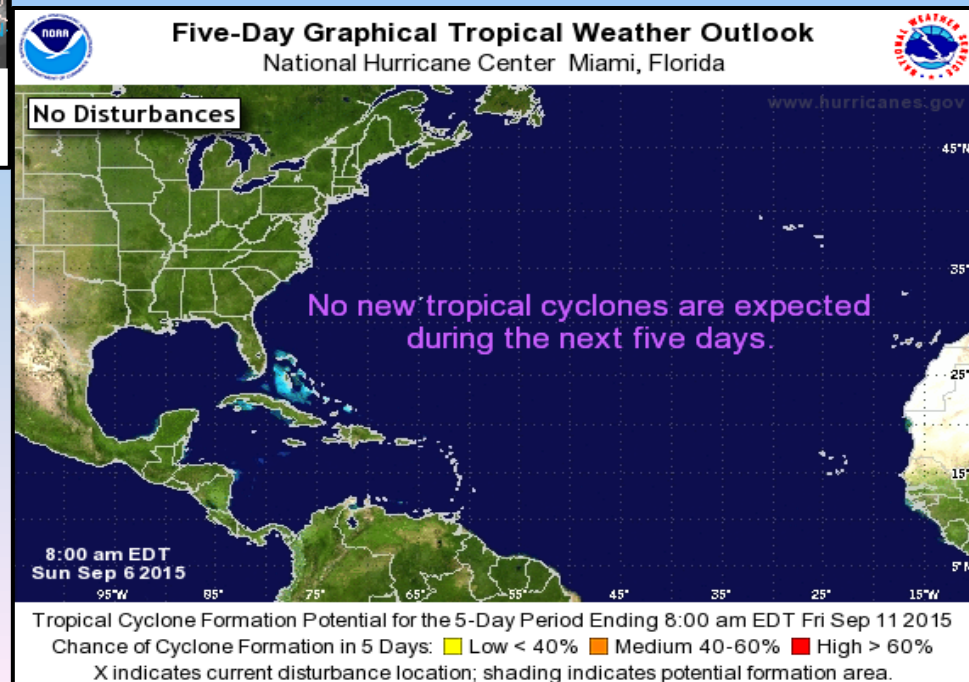 Five-Day Graphical Tropical Weather Outlook
National Hurricane Center Miami, Florida
NOAA
NATIONAL WEATHER SERVICE
No Disturbances
www.hurricanes.gov
45°N
35°
25°
15°
5°N
No new tropical cyclones are expected
during the next five days.
8:00 am EDT
Sun Sep 6 2015
95°W 85° 75° 65° 55° 45° 35° 25° 15°W
Tropical Cyclone Formation Potential for the 5-Day Period Ending 8:00 am EDT Fri Sep 11 2015
Chance of Cyclone Formation in 5 Days: Low < 40% Medium 40-60% High > 60%
X indicates current disturbance location; shading indicates potential formation area.